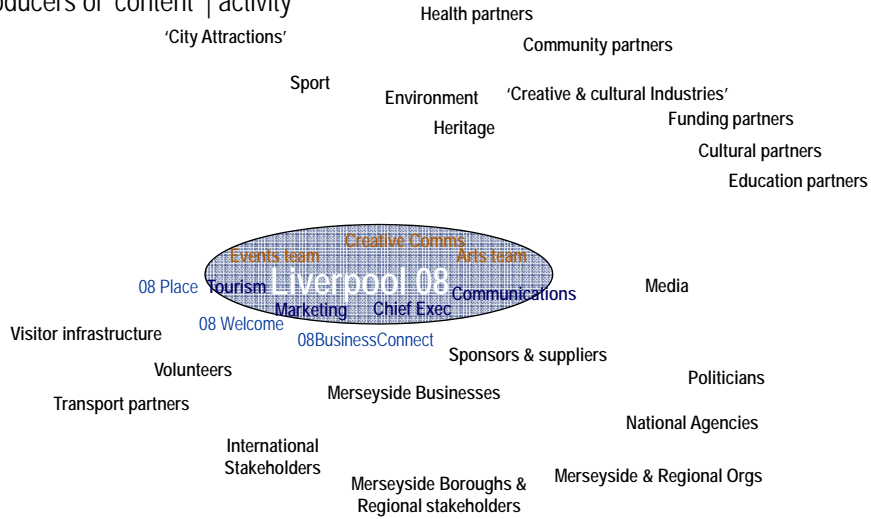 'content' | activity
Health partners
'City Attractions'
Community partners
Sport
Environment
'Creative & cultural Industries'
Funding partners
Heritage
Cultural partners
Education partners
Creative Comms
Events team
Arts team
Liverpool 08
08 Place
Tourism
Communications
Media
Marketing
Chief Exec
08 Welcome
Visitor infrastructure
08BusinessConnect
Sponsors & suppliers
Volunteers
Politicians
Merseyside Businesses
Transport partners
National Agencies
International
Stakeholders
Merseyside & Regional Orgs
Merseyside Boroughs &
Regional stakeholders